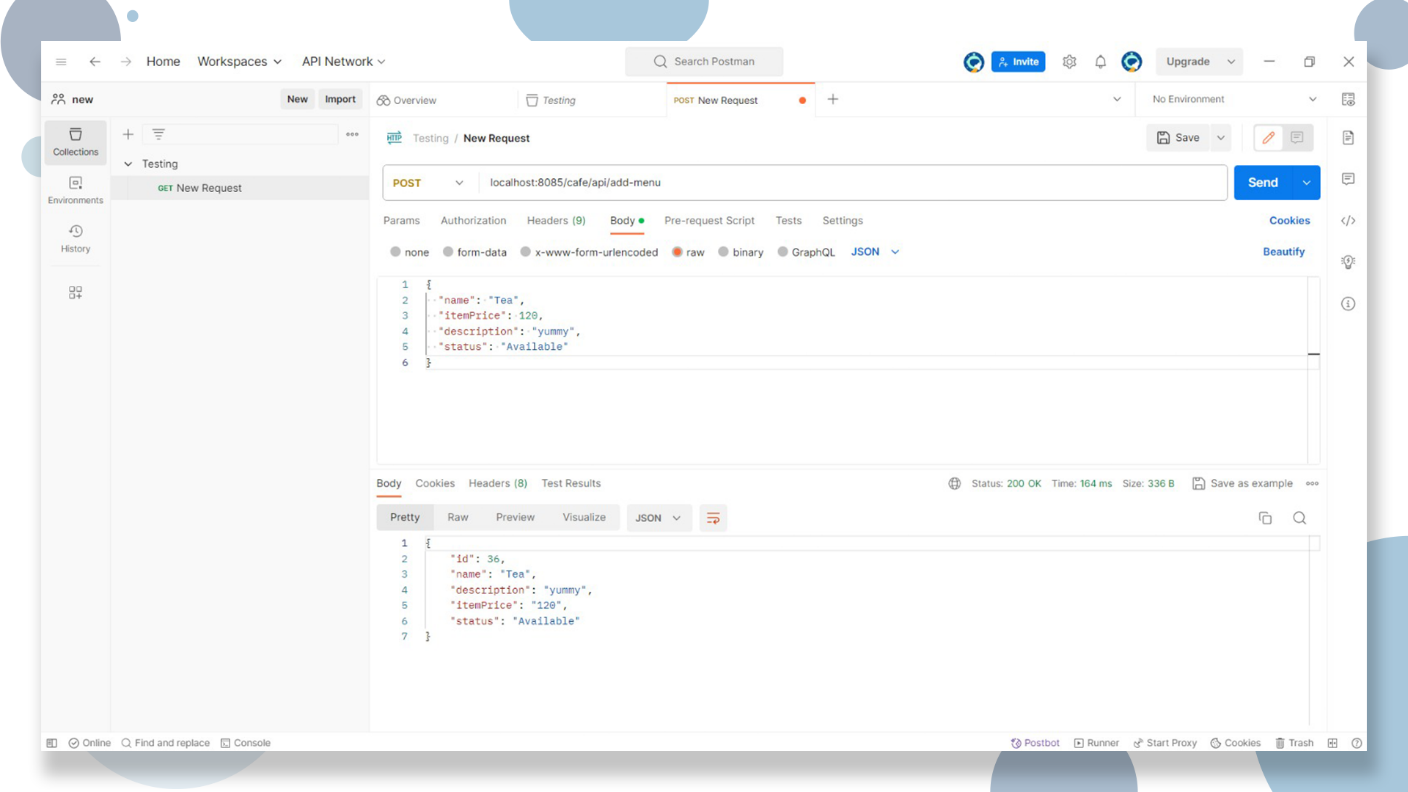 Home Workspaces API Network Search Postman Invite Upgrade
new New Import Overview Testing POST New Request No Environment
Collections Testing / New Request Save
Testing
GET New Request
Environments
History
POST localhost:8085/cafe/api/add-menu Send
Params Authorization Headers (9) Body Pre-request Script Tests Settings Cookies
none form-data x-www-form-urlencoded raw binary GraphQL JSON Beautify
1 {
2 "name": "Tea",
3 "itemPrice": 120,
4 "description": "yummy",
5 "status": "Available"
6 }
Body Cookies Headers (8) Test Results Status: 200 OK Time: 164 ms Size: 336 B Save as example
Pretty Raw Preview Visualize JSON
1 {
2 "id": 36,
3 "name": "Tea",
4 "description": "yummy",
5 "itemPrice": "120",
6 "status": "Available"
7 }
Online Find and replace Console Postbot Runner Start Proxy Cookies Trash